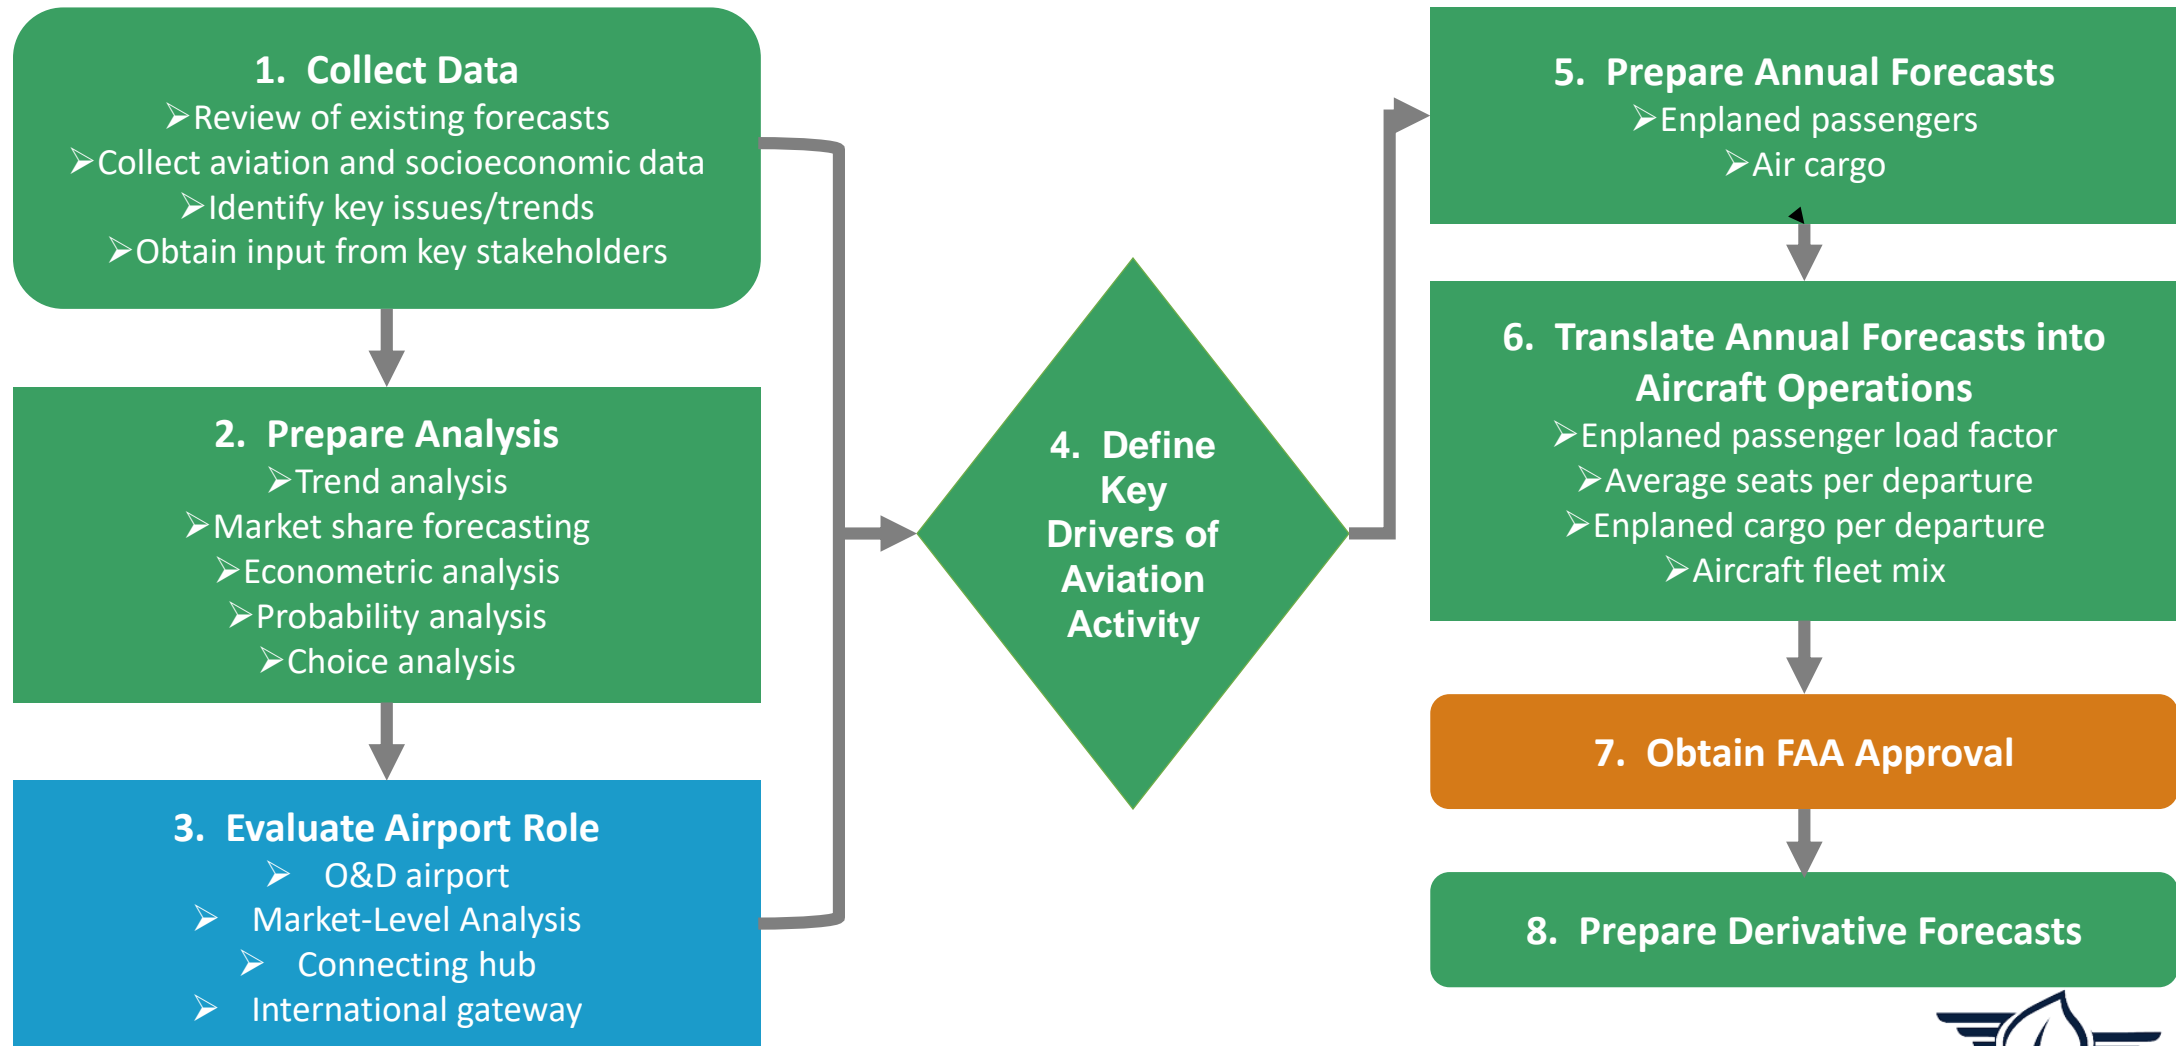 1. Collect Data
➢Review of existing forecasts
➢Collect aviation and socioeconomic data
➢Identify key issues/trends
➢Obtain input from key stakeholders
2. Prepare Analysis
➢Trend analysis
➢Market share forecasting
➢Econometric analysis
➢Probability analysis
➢Choice analysis
3. Evaluate Airport Role
➢ O&D airport
➢ Market-Level Analysis
➢ Connecting hub
➢ International gateway
4. Define
Key
Drivers of
Aviation
Activity
5. Prepare Annual Forecasts
➢Enplaned passengers
➢Air cargo
6. Translate Annual Forecasts into
Aircraft Operations
➢Enplaned passenger load factor
➢Average seats per departure
➢Enplaned cargo per departure
➢Aircraft fleet mix
7. Obtain FAA Approval
8. Prepare Derivative Forecasts